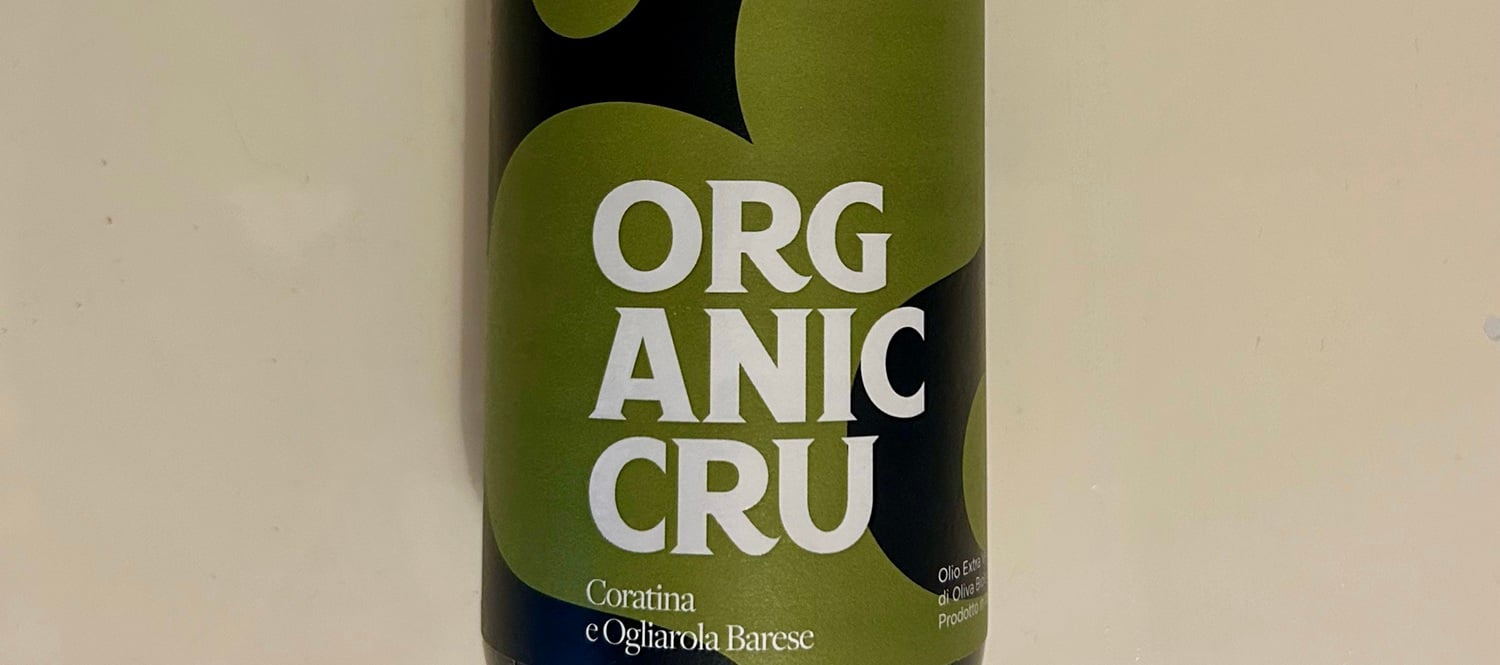 ORG
ANIC
CRU
Coratina
e Ogliarola Barese
Olio Extra
di Oliva
Prodotto